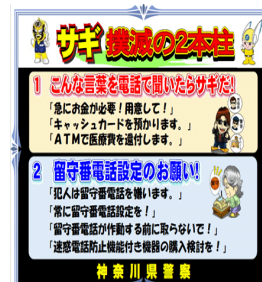 サギ撲滅の2本柱
1 こんな言葉を電話で聞いたらサギだ!
「急にお金が必要!用意して!」
「キャッシュカードを預かります。」
「ATMで医療費を還付します。」
2 留守番電話設定のお願い!
「犯人は留守番電話を嫌います。」
「常に留守番電話設定を!」
「留守番電話が作動する前に取らないで!」
「迷惑電話防止機能付き機器の購入検討を!」
神奈川県警察